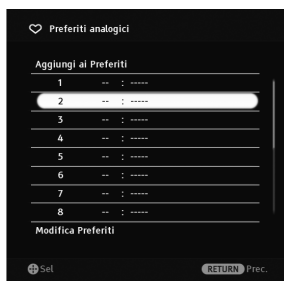 Preferiti analogici
Aggiungi ai Preferiti
1 -- : -----
2 -- : -----
3 -- : -----
4 -- : -----
5 -- : -----
6 -- : -----
7 -- : -----
8 -- : -----
Modifica Preferiti
Sel RETURN Prec.